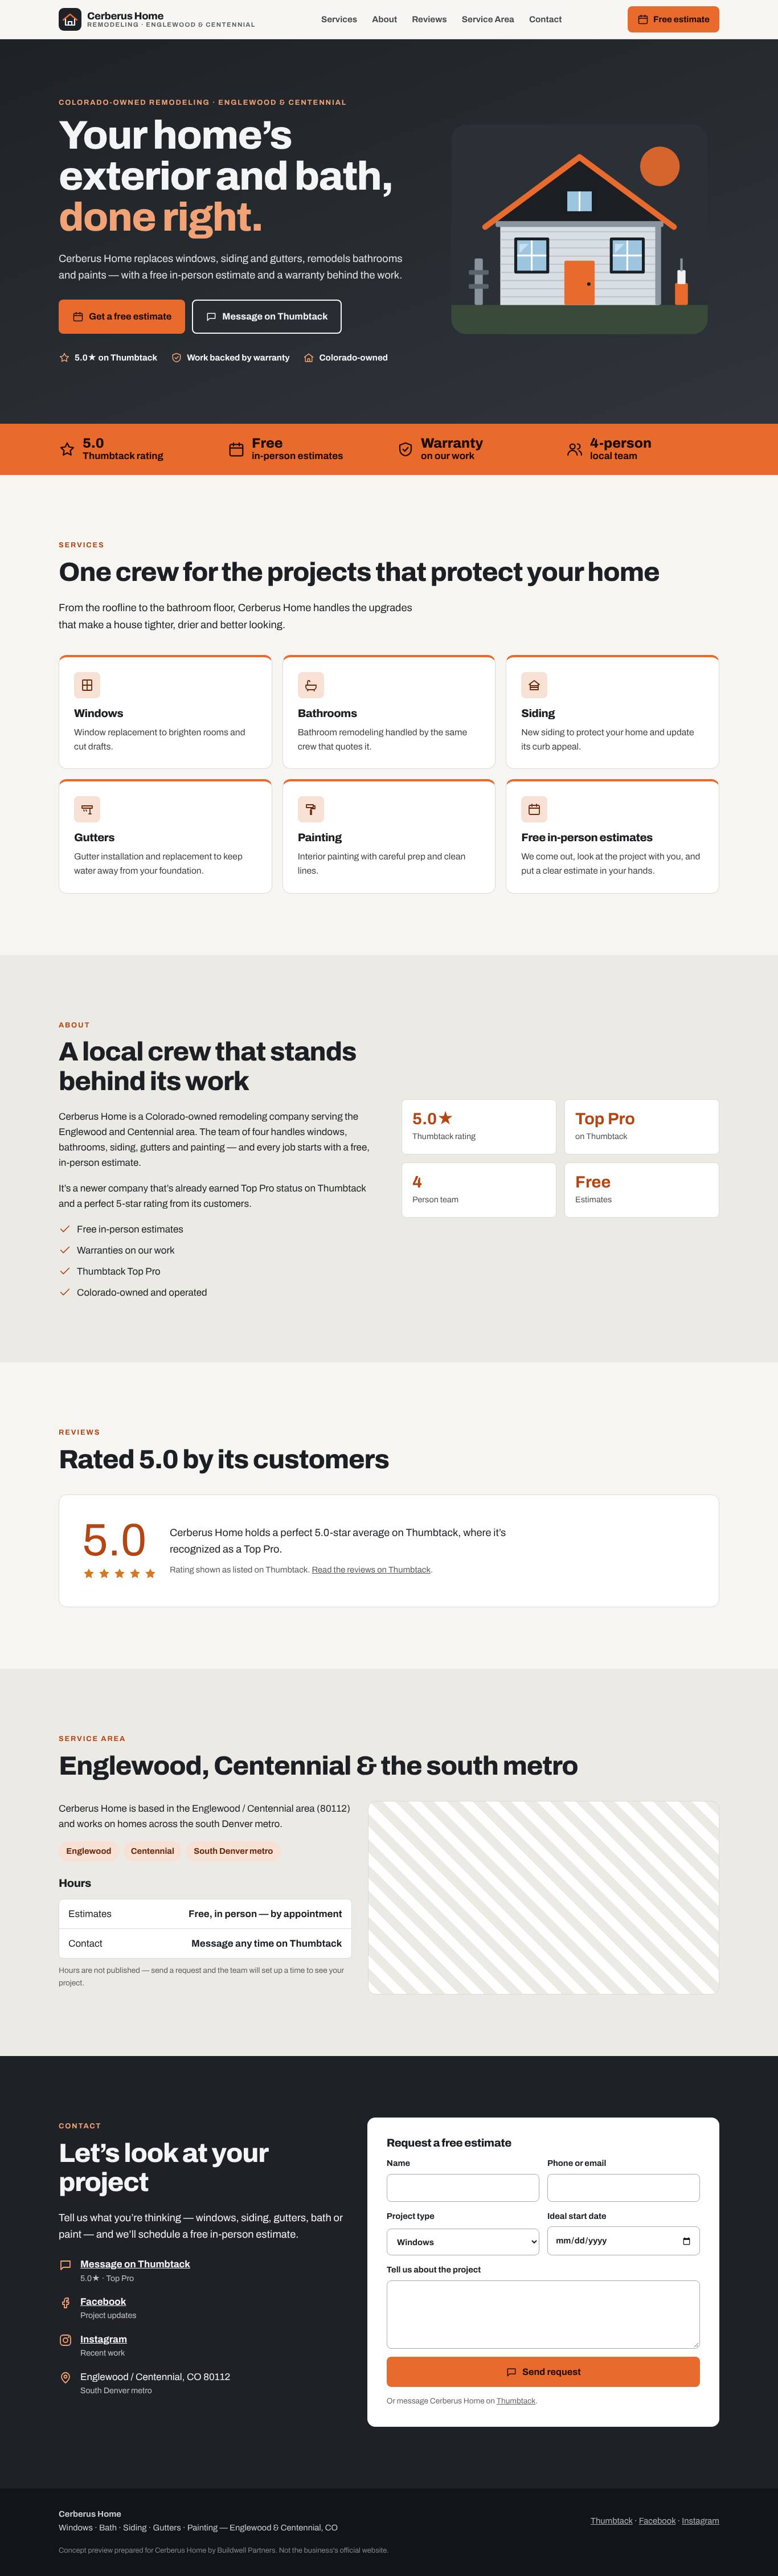 Cerberus Home
REMODELING · ENGLEWOOD & CENTENNIAL
Services
About
Reviews
Service Area
Contact
Free estimate
COLORADO-OWNED REMODELING · ENGLEWOOD & CENTENNIAL
Your home’s
exterior and bath,
done right.
Cerberus Home replaces windows, siding and gutters, remodels bathrooms
and paints — with a free in-person estimate and a warranty behind the work.
Get a free estimate
Message on Thumbtack
5.0★ on Thumbtack
Work backed by warranty
Colorado-owned
5.0
Thumbtack rating
Free
in-person estimates
Warranty
on our work
4-person
local team
SERVICES
One crew for the projects that protect your home
From the roofline to the bathroom floor, Cerberus Home handles the upgrades
that make a house tighter, drier and better looking.
Windows
Window replacement to brighten rooms and
cut drafts.
Bathrooms
Bathroom remodeling handled by the same
crew that quotes it.
Siding
New siding to protect your home and update
its curb appeal.
Gutters
Gutter installation and replacement to keep
water away from your foundation.
Painting
Interior painting with careful prep and clean
lines.
Free in-person estimates
We come out, look at the project with you, and
put a clear estimate in your hands.
ABOUT
A local crew that stands
behind its work
Cerberus Home is a Colorado-owned remodeling company serving the
Englewood and Centennial area. The team of four handles windows,
bathrooms, siding, gutters and painting — and every job starts with a free,
in-person estimate.
It’s a newer company that’s already earned Top Pro status on Thumbtack
and a perfect 5-star rating from its customers.
Free in-person estimates
Warranties on our work
Thumbtack Top Pro
Colorado-owned and operated
5.0★
Thumbtack rating
Top Pro
on Thumbtack
4
Person team
Free
Estimates
REVIEWS
Rated 5.0 by its customers
5.0
★★★★★
Cerberus Home holds a perfect 5.0-star average on Thumbtack, where it’s
recognized as a Top Pro.
Rating shown as listed on Thumbtack. Read the reviews on Thumbtack.
SERVICE AREA
Englewood, Centennial & the south metro
Cerberus Home is based in the Englewood / Centennial area (80112)
and works on homes across the south Denver metro.
Englewood
Centennial
South Denver metro
Hours
Estimates
Free, in person — by appointment
Contact
Message any time on Thumbtack
Hours are not published — send a request and the team will set up a time to see your
project.
CONTACT
Let’s look at your
project
Tell us what you’re thinking — windows, siding, gutters, bath or
paint — and we’ll schedule a free in-person estimate.
Message on Thumbtack
5.0★ · Top Pro
Facebook
Project updates
Instagram
Recent work
Englewood / Centennial, CO 80112
South Denver metro
Request a free estimate
Name
Phone or email
Project type
Ideal start date
Windows
mm/dd/yyyy
Tell us about the project
Send request
Or message Cerberus Home on Thumbtack.
Cerberus Home
Windows · Bath · Siding · Gutters · Painting — Englewood & Centennial, CO
Thumbtack · Facebook · Instagram
Concept preview prepared for Cerberus Home by Buildwell Partners. Not the business's official website.